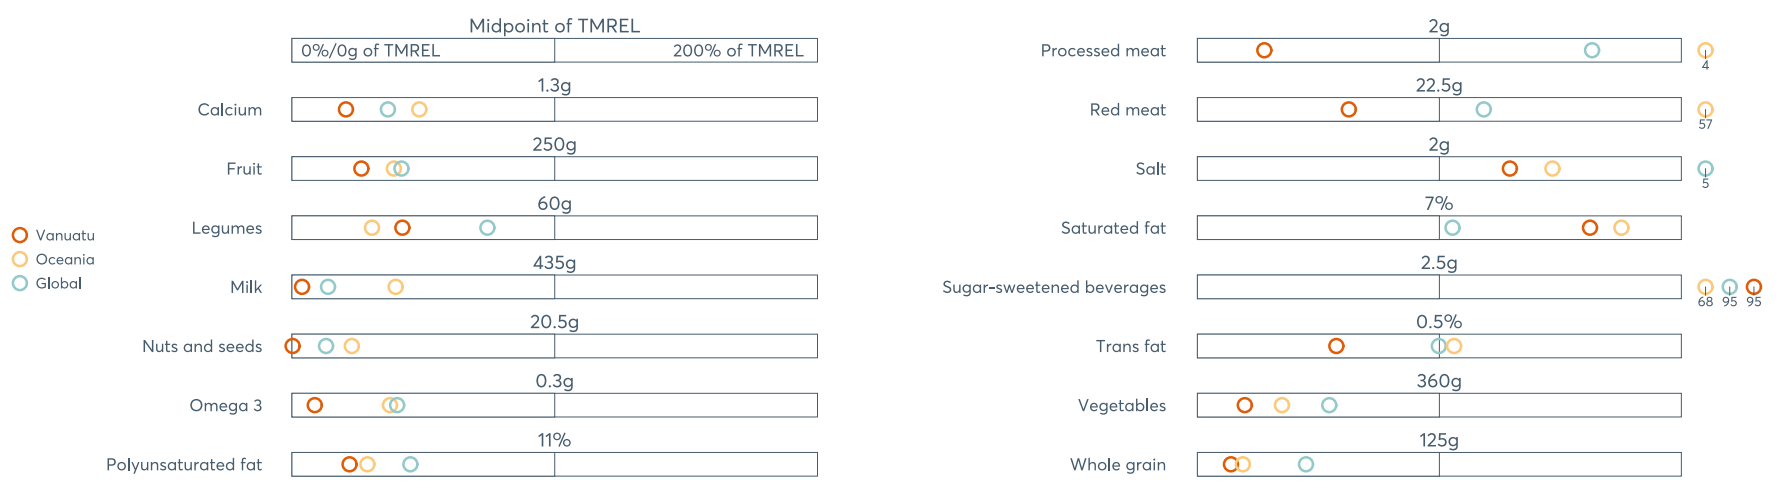 Midpoint of TMREL
0%/0g of TMREL
200% of TMREL
1.3g
Calcium
250g
Fruit
60g
Legumes
435g
Milk
20.5g
Nuts and seeds
0.3g
Omega 3
11%
Polyunsaturated fat
Vanuatu
Oceania
Global
2g
Processed meat
4
22.5g
Red meat
57
2g
Salt
5
7%
Saturated fat
2.5g
Sugar-sweetened beverages
68 95 95
0.5%
Trans fat
360g
Vegetables
125g
Whole grain